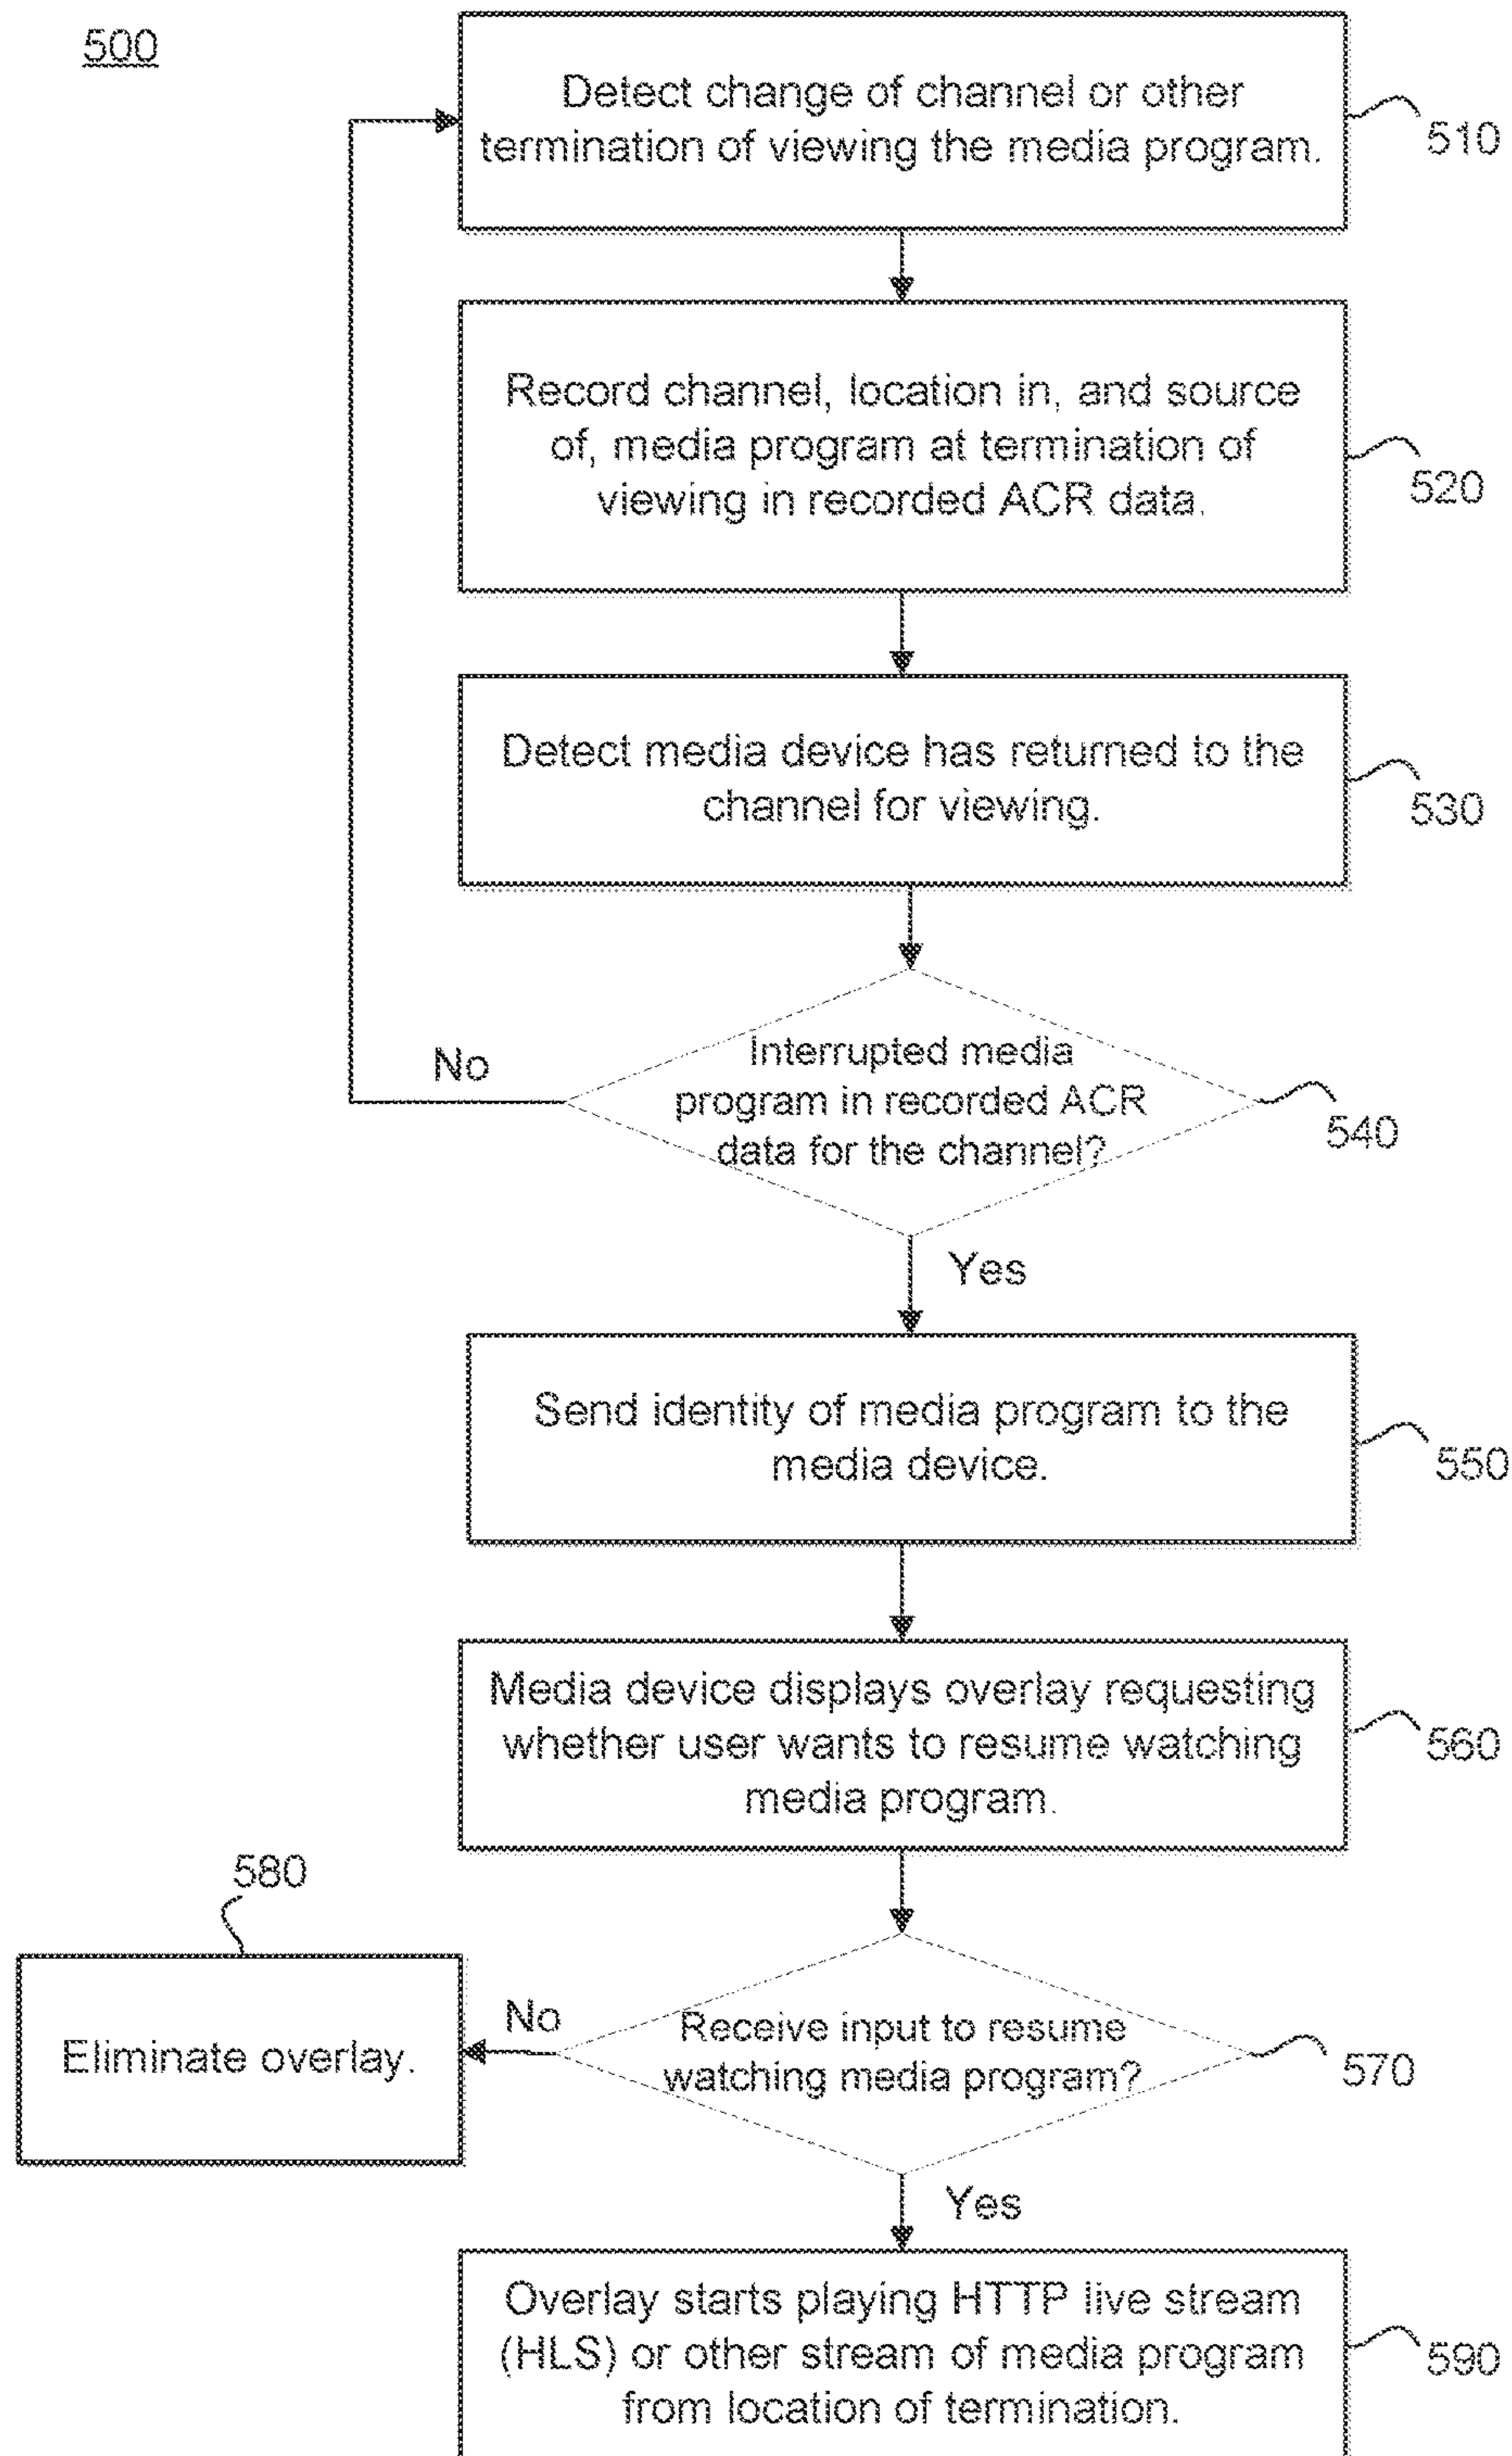 500
Detect change of channel or other
termination of viewing the media program.
510
Record channel, location in, and source
of, media program at termination of
viewing in recorded ACR data.
520
Detect media device has returned to the
channel for viewing.
530
Interrupted media
program in recorded ACR
data for the channel?
540
No
Yes
Send identity of media program to the
media device.
550
Media device displays overlay requesting
whether user wants to resume watching
media program.
560
580
Eliminate overlay.
No
Receive input to resume
watching media program?
570
Yes
Overlay starts playing HTTP live stream
(HLS) or other stream of media program
from location of termination.
590